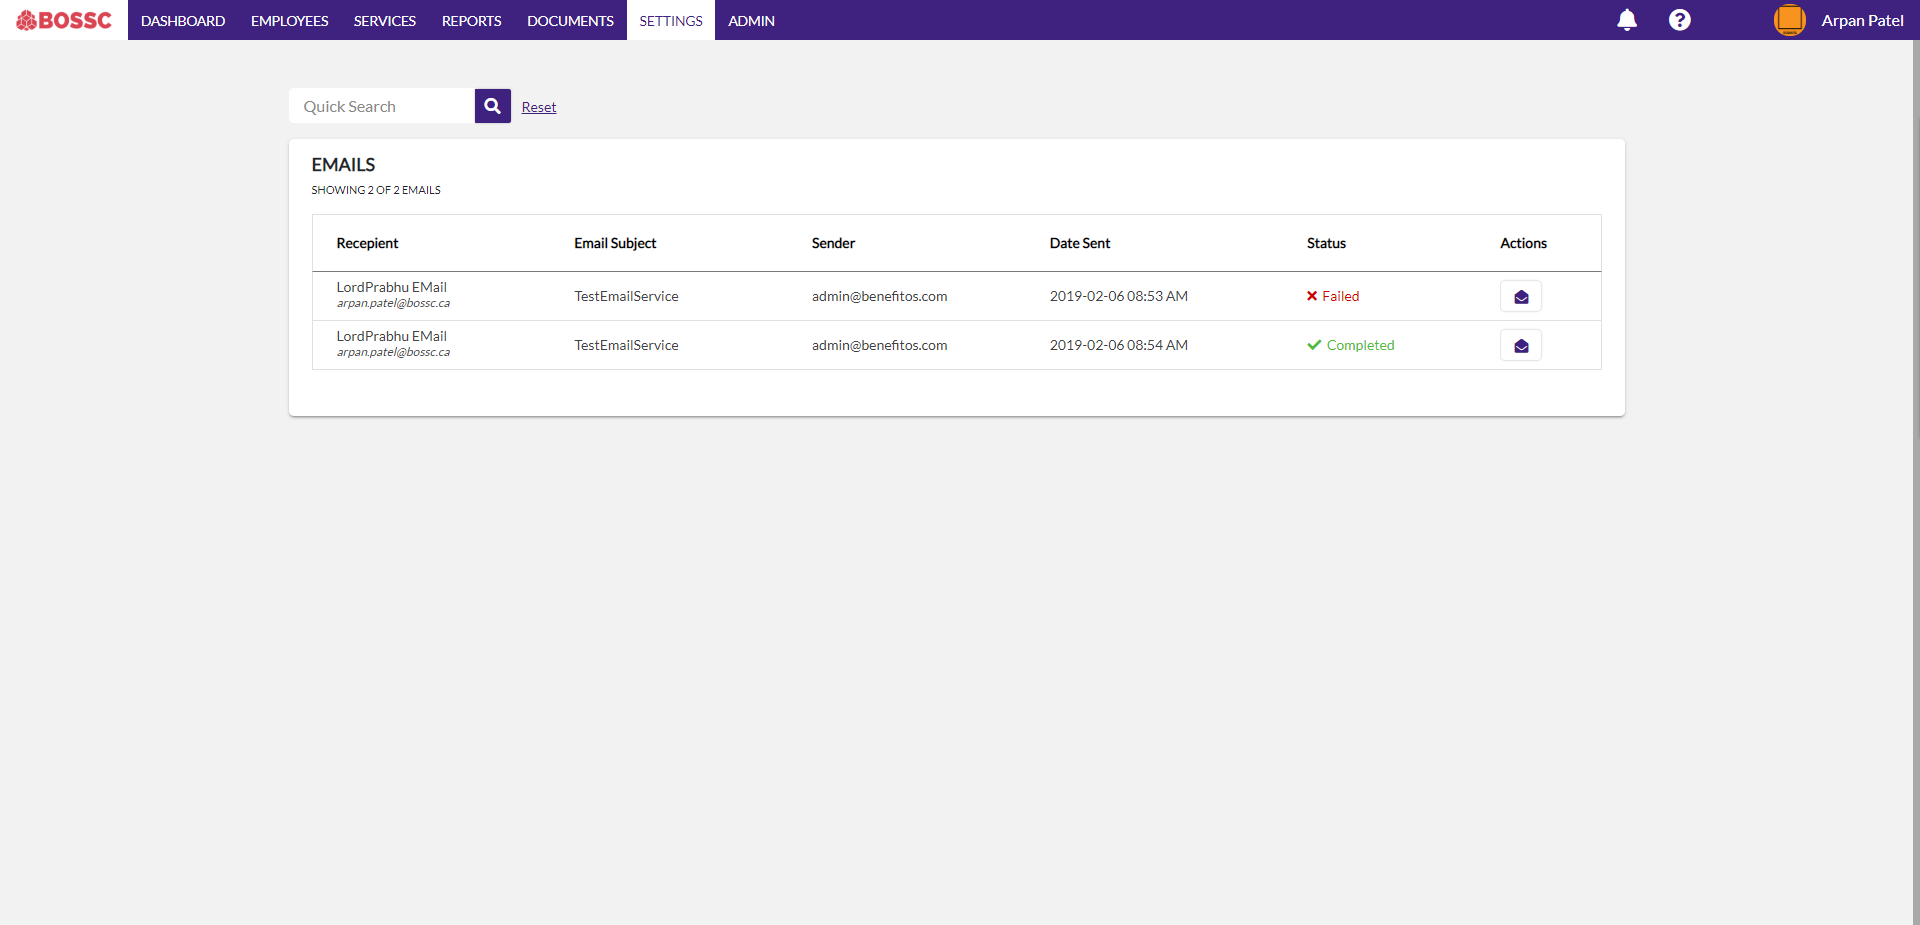 BOSSC DASHBOARD EMPLOYEES SERVICES REPORTS DOCUMENTS SETTINGS ADMIN Arpan Patel
Quick Search Reset
EMAILS
SHOWING 2 OF 2 EMAILS
Recepient Email Subject Sender Date Sent Status Actions
LordPrabhu EMail
arpan.patel@bossc.ca
TestEmailService admin@benefitos.com 2019-02-06 08:53 AM Failed
LordPrabhu EMail
arpan.patel@bossc.ca
TestEmailService admin@benefitos.com 2019-02-06 08:54 AM Completed